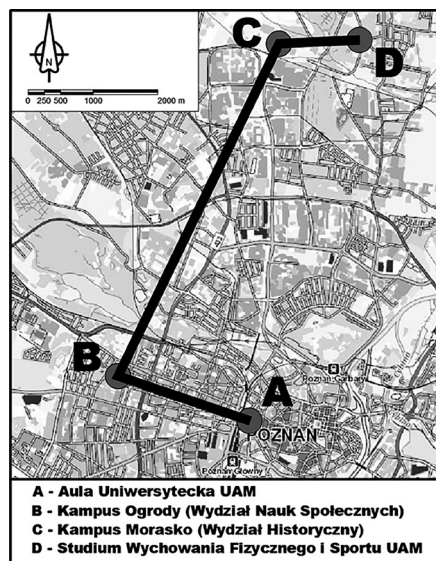 N
0 250 500 1000 2000 m
C
D
B
A
Poznań-Garbary
POZNAŃ
Poznań Główny
A - Aula Uniwersytecka UAM
B - Kampus Ogrody (Wydział Nauk Społecznych)
C - Kampus Morasko (Wydział Historyczny)
D - Studium Wychowania Fizycznego i Sportu UAM